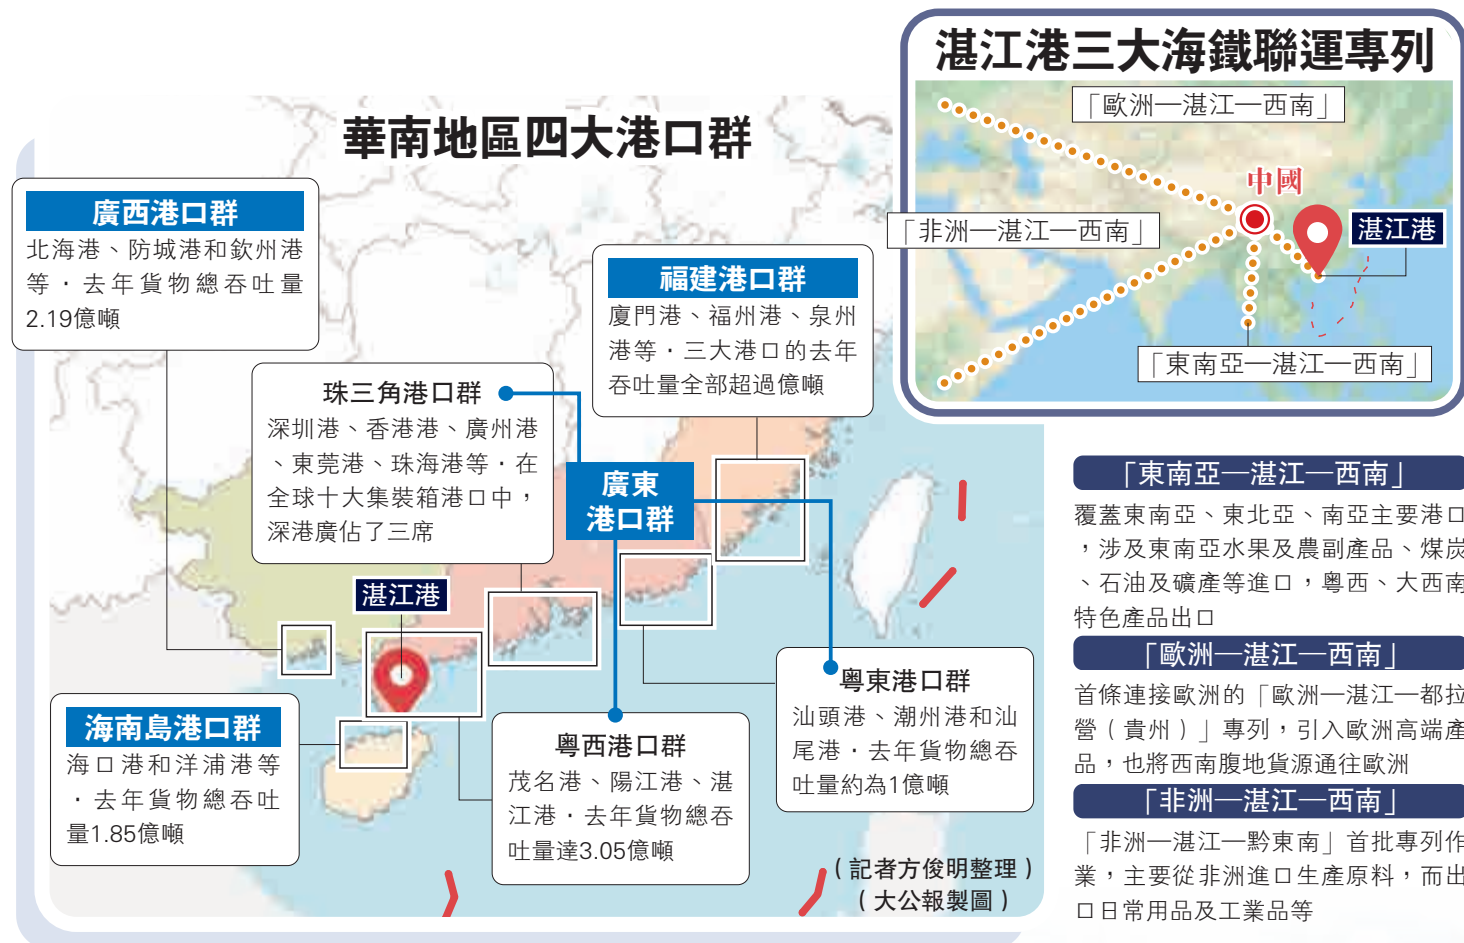 華南地區四大港口群
廣西港口群
北海港、防城港和欽州港
等，去年貨物總吞吐量
2.19億噸
福建港口群
廈門港、福州港、泉州
港等，三大港口的去年
吞吐量全部超過億噸
珠三角港口群
深圳港、香港港、廣州港
、東莞港、珠海港等，在
全球十大集裝箱港口中，
深港廣佔了三席
廣東
港口群
湛江港
海南島港口群
海口港和洋浦港等
，去年貨物總吞吐
量1.85億噸
粵西港口群
茂名港、陽江港、湛
江港，去年貨物總吞
吐量達3.05億噸
粵東港口群
汕頭港、潮州港和汕
尾港，去年貨物總吞
吐量約為1億噸
（記者方俊明整理）
（大公報製圖）
湛江港三大海鐵聯運專列
「歐洲—湛江—西南」
中國
「非洲—湛江—西南」
湛江港
「東南亞—湛江—西南」
「東南亞—湛江—西南」
覆蓋東南亞、東北亞、南亞主要港口
，涉及東南亞水果及農副產品、煤炭
、石油及礦產等進口，粵西、大西南
特色產品出口
「歐洲—湛江—西南」
首條連接歐洲的「歐洲—湛江—都拉
營（貴州）」專列，引入歐洲高端產
品，也將西南腹地貨源通往歐洲
「非洲—湛江—西南」
「非洲—湛江—黔東南」首批專列作
業，主要從非洲進口生產原料，而出
口日常用品及工業品等